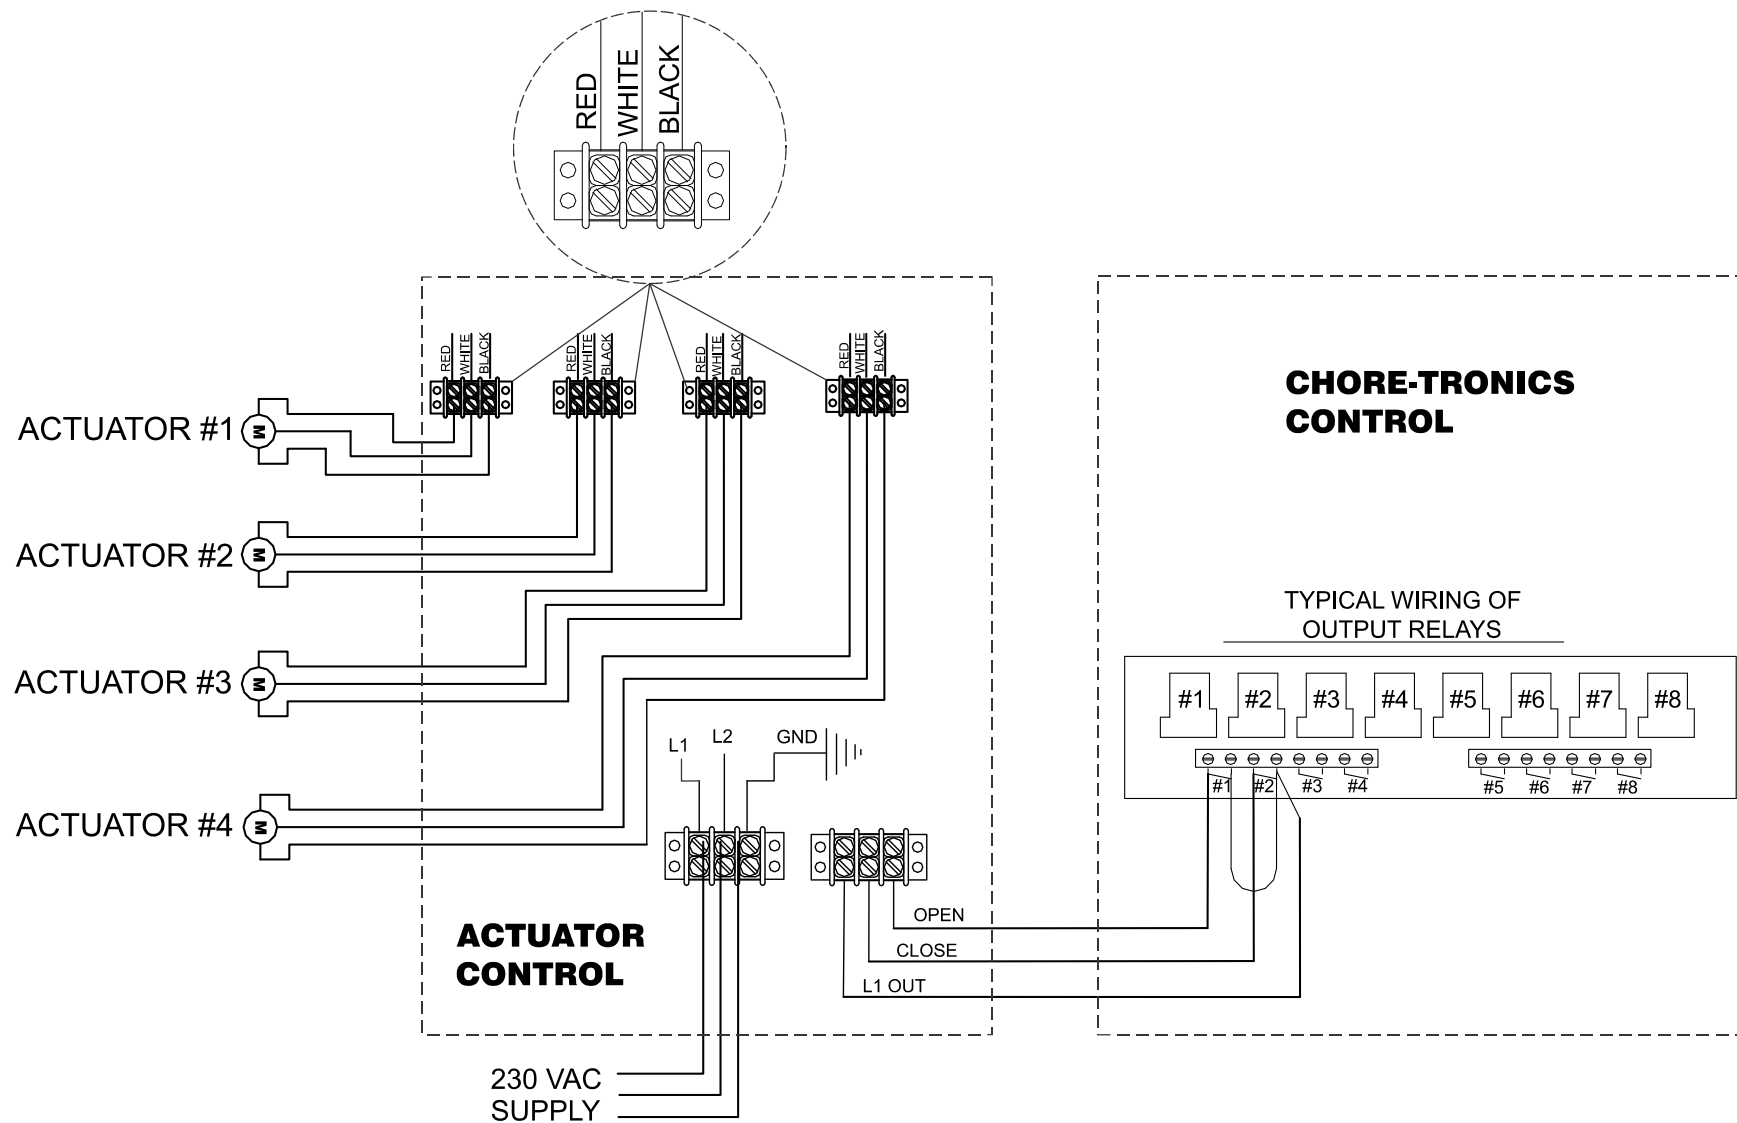 RED
WHITE
BLACK
RED
WHITE
BLACK
RED
WHITE
BLACK
RED
WHITE
BLACK
RED
WHITE
BLACK
CHORE-TRONICS
CONTROL
ACTUATOR #1
M
ACTUATOR #2
M
ACTUATOR #3
M
ACTUATOR #4
M
TYPICAL WIRING OF
OUTPUT RELAYS
#1 #2 #3 #4 #5 #6 #7 #8
#1 #2 #3 #4 #5 #6 #7 #8
L1
L2
GND
OPEN
CLOSE
L1 OUT
ACTUATOR
CONTROL
230 VAC
SUPPLY